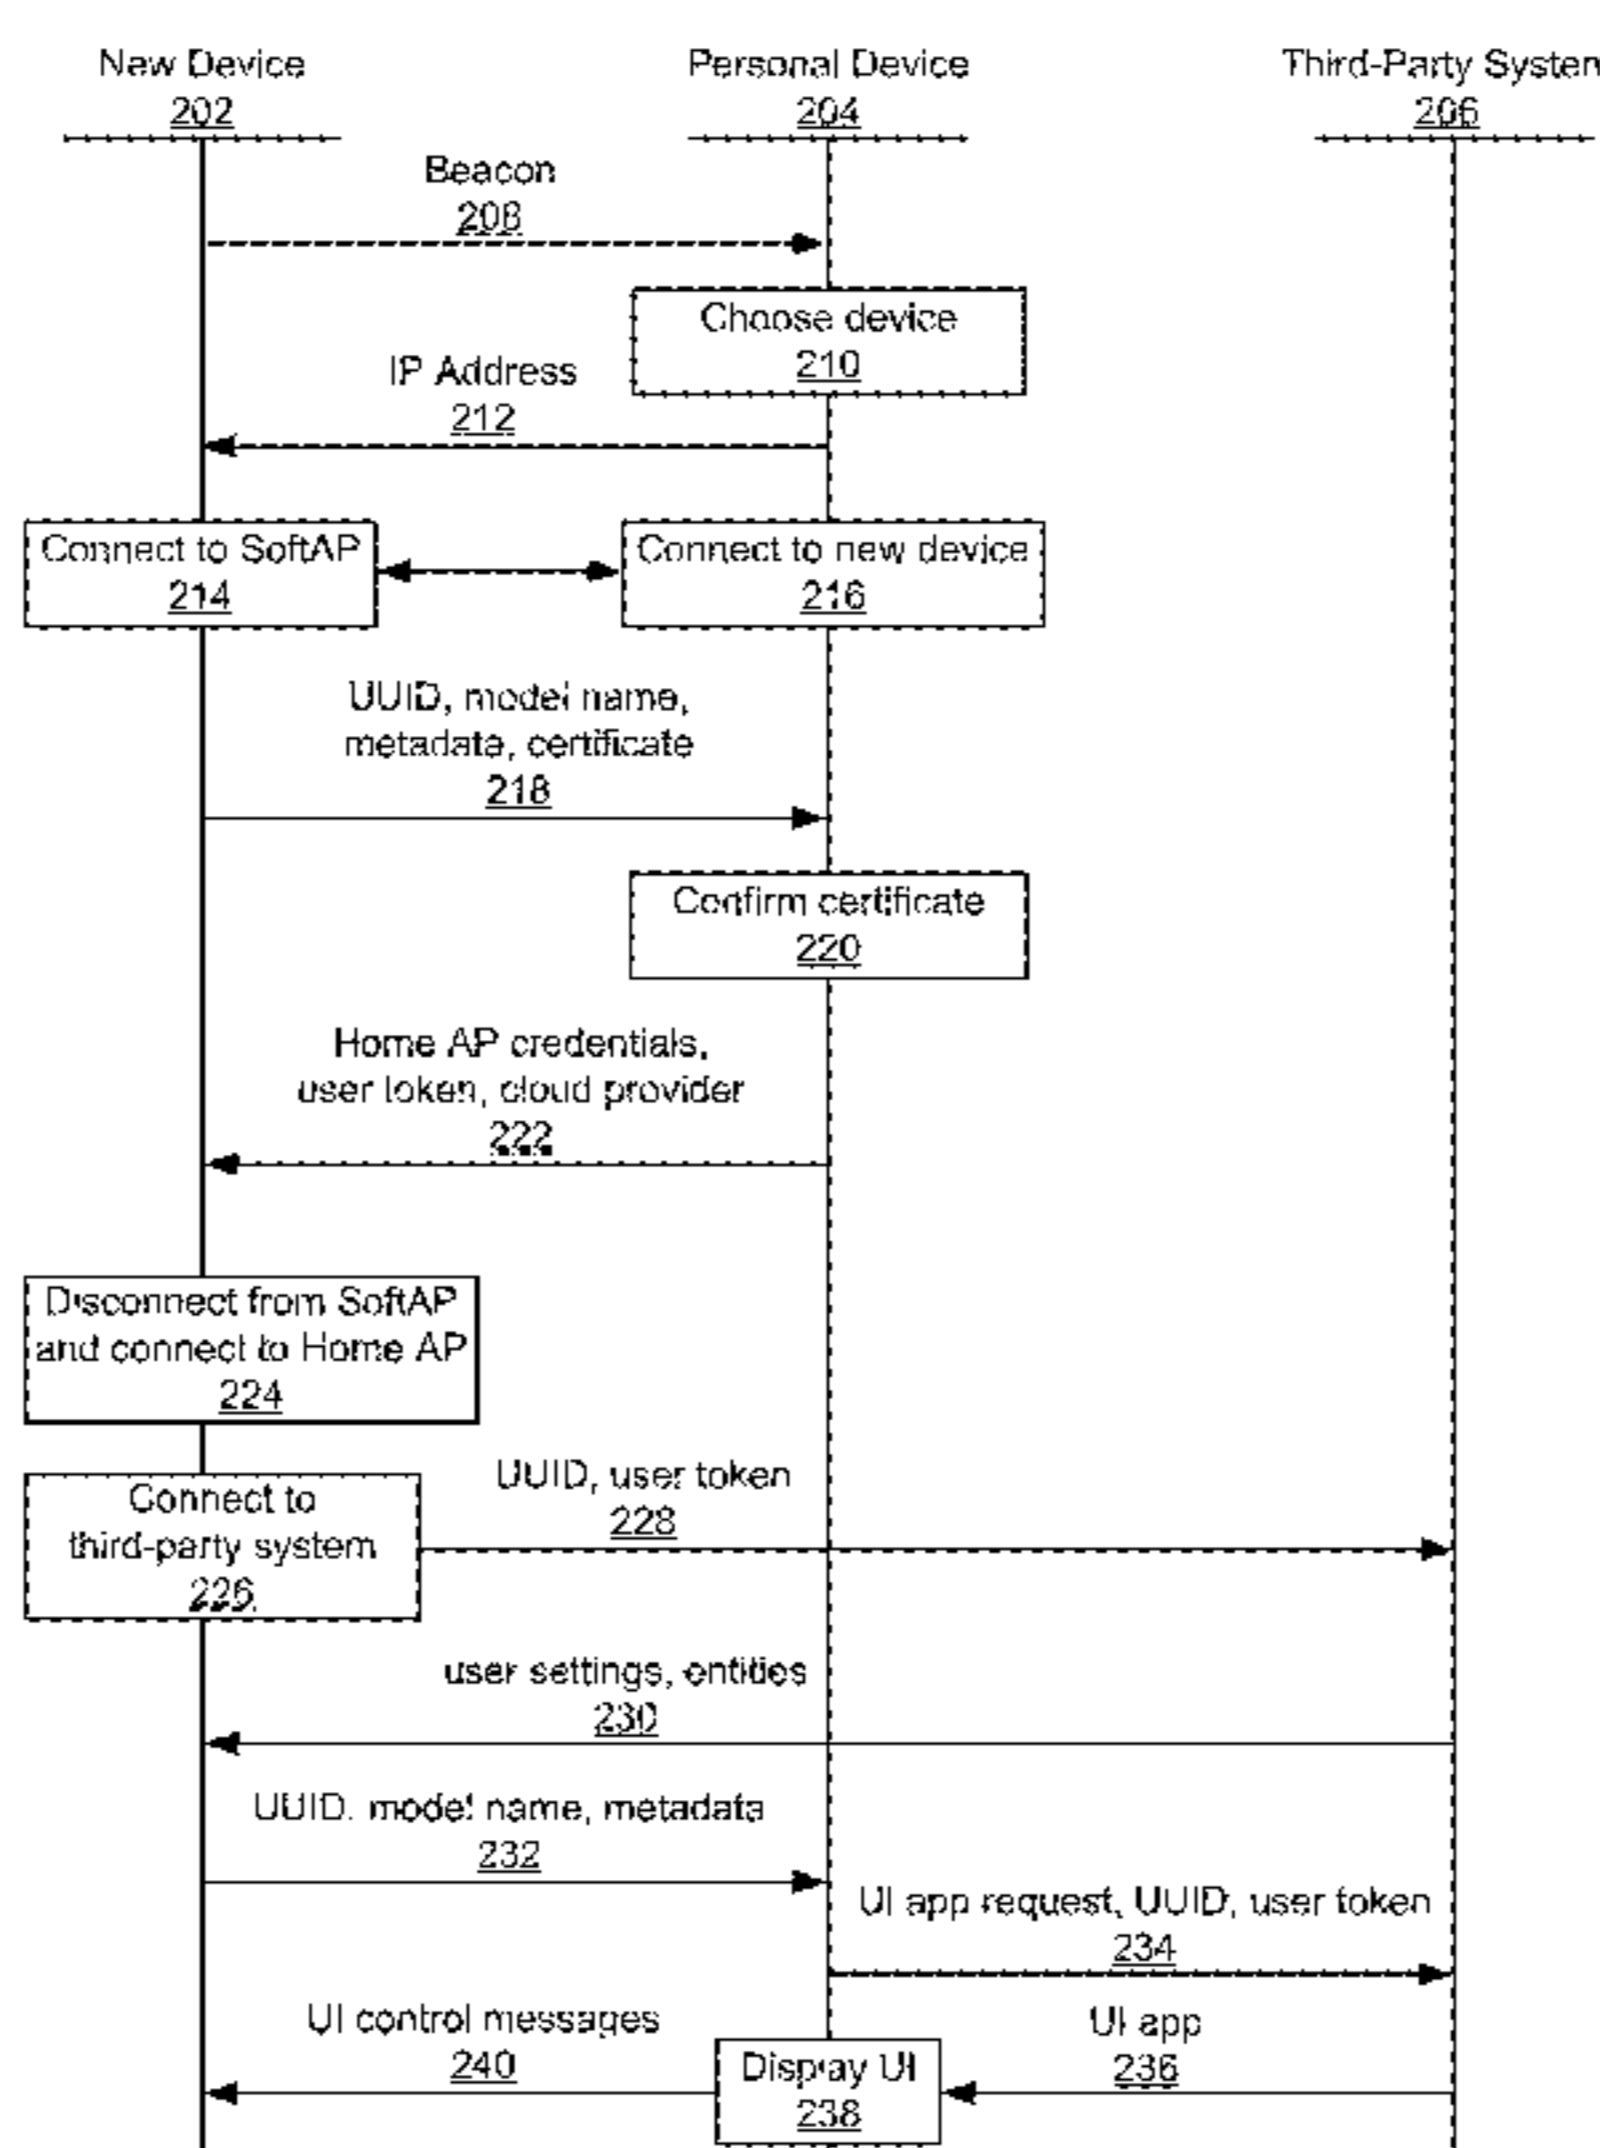 New Device
202
Personal Device
204
Third-Party System
206
Beacon
208
Choose device
210
IP Address
212
Connect to SoftAP
214
Connect to new device
216
UUID, model name,
metadate, certificate
218
Confirm certificate
220
Home AP credentials,
user token, cloud provider
222
Disconnect from SoftAP
and connect to Home AP
224
Connect to
third-party system
226
UUID, user token
228
user settings, entities
230
UUID, model name, metadata
232
UI app request, UUID, user token
234
UI control messages
240
Display UI
238
UI app
236